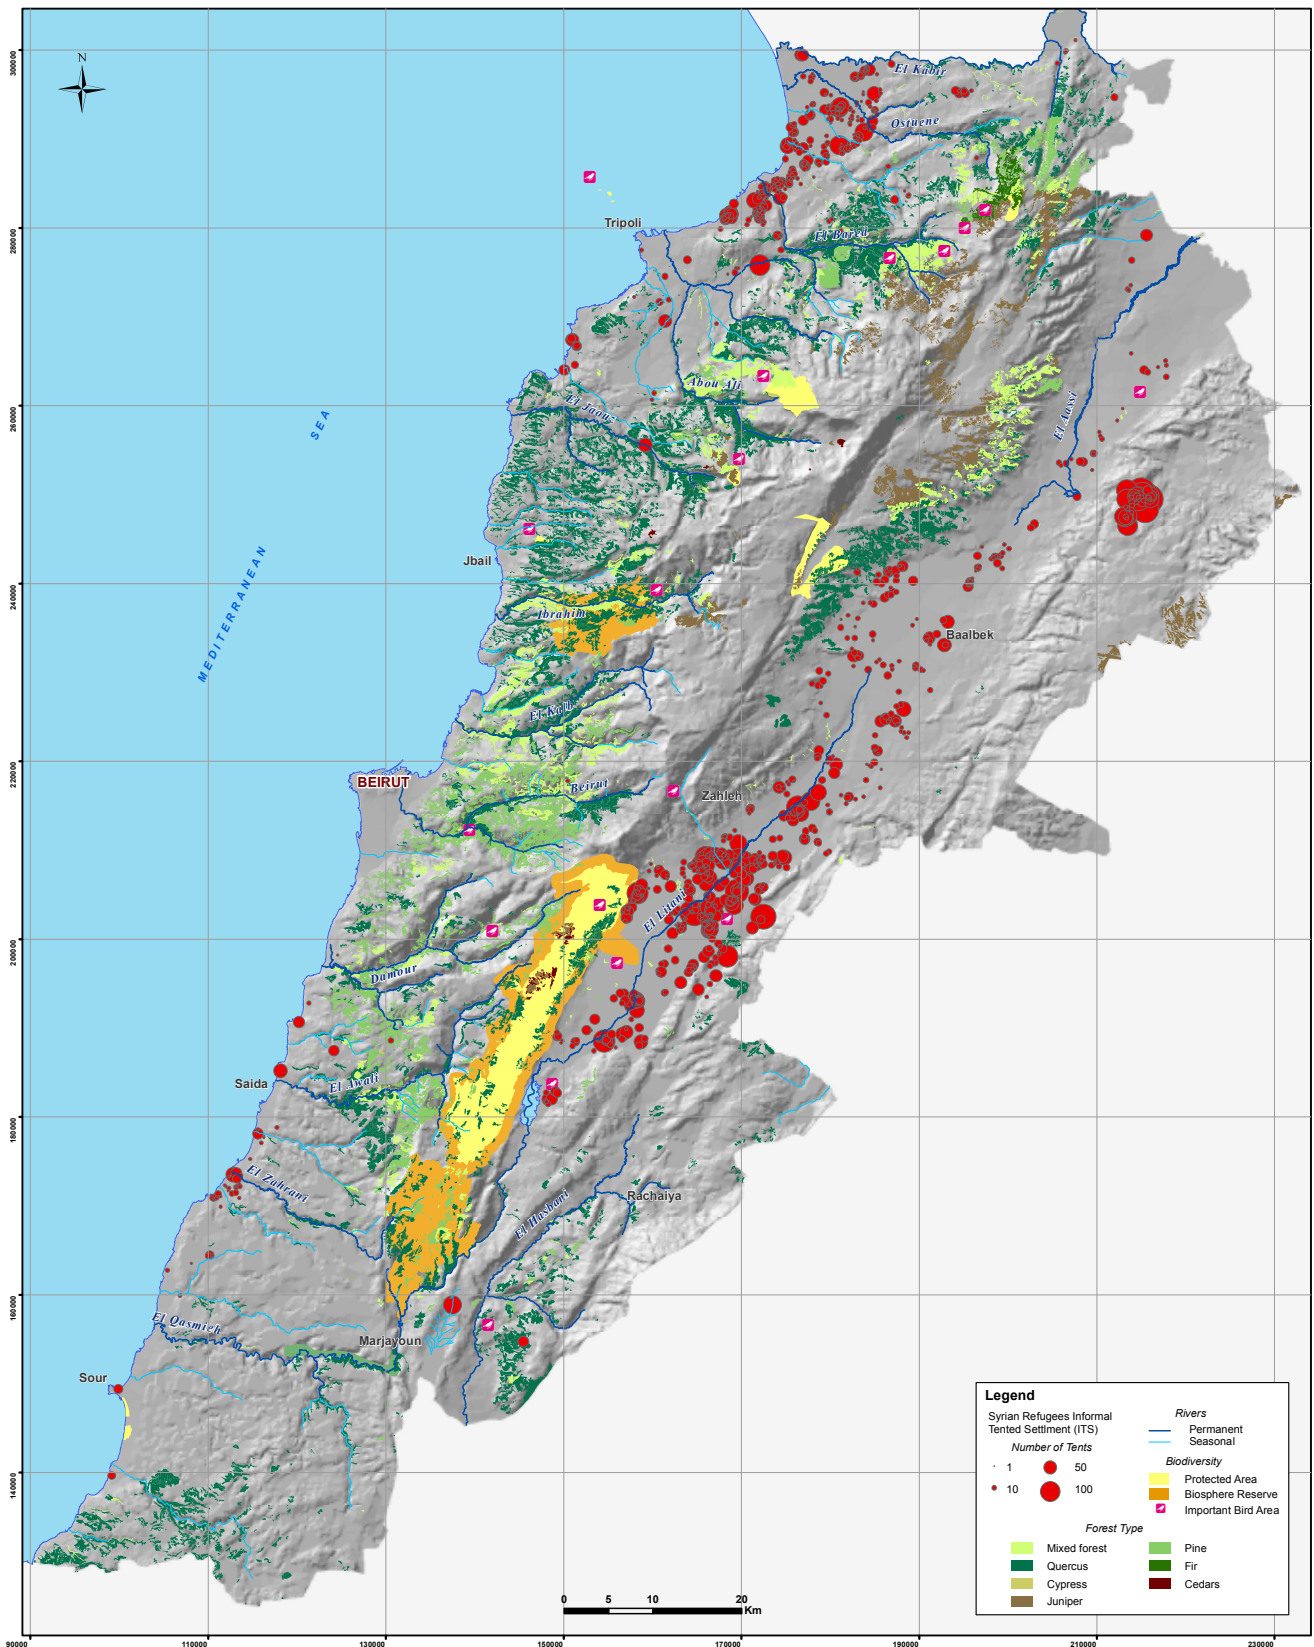 N
El Kabir
Ostuene
Tripoli
El Bared
Abou Ali
El Jaouz
El Aassi
MEDITERRANEAN
SEA
Jbail
Ibrahim
Baalbek
El Kalb
BEIRUT
Beirut
Zahleh
El Litani
Damour
Saida
El Awali
El Zahrani
Rachaiya
El Hasbani
El Qasmieh
Marjayoun
Sour
Legend
Syrian Refugees Informal
Tented Settlment (ITS)
Number of Tents
1
50
10
100
Rivers
Permanent
Seasonal
Biodiversity
Protected Area
Biosphere Reserve
Important Bird Area
Forest Type
Mixed forest
Pine
Quercus
Fir
Cypress
Cedars
Juniper
0
5
10
20
Km
300000
280000
260000
240000
220000
200000
180000
160000
140000
90000
110000
130000
150000
170000
190000
210000
230000